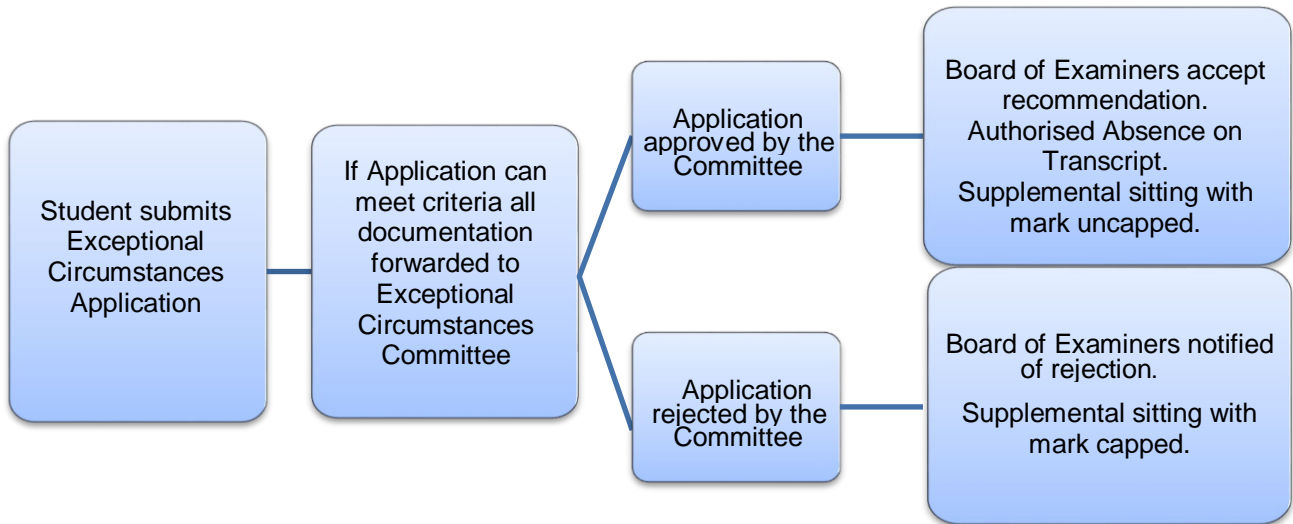 Student submits
Exceptional
Circumstances
Application
If Application can
meet criteria all
documentation
forwarded to
Exceptional
Circumstances
Committee
Application
approved by the
Committee
Board of Examiners accept
recommendation.
Authorised Absence on
Transcript.
Supplemental sitting with
mark uncapped.
Application
rejected by the
Committee
Board of Examiners notified
of rejection.
Supplemental sitting with
mark capped.